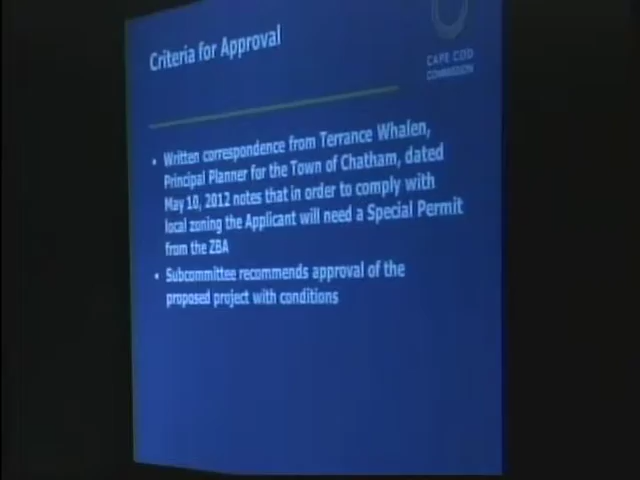 Criteria for Approval
CAPE COD
COMMISSION
• Written correspondence from Terrance Whalen,
Principal Planner for the Town of Chatham, dated
May 10, 2012 notes that in order to comply with
local zoning the Applicant will need a Special Permit
from the ZBA
• Subcommittee recommends approval of the
proposed project with conditions